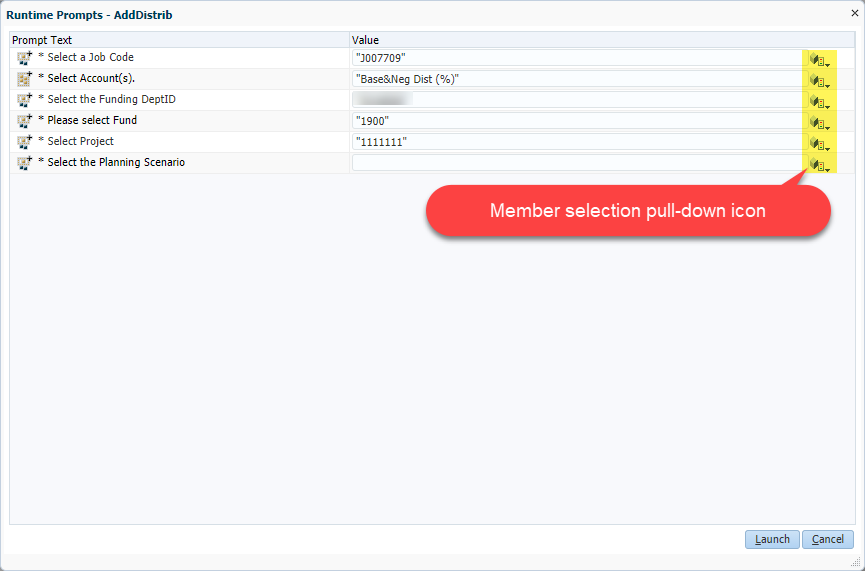 Runtime Prompts - AddDistrib
Prompt Text Value
* Select a Job Code "J007709"
* Select Account(s). "Base&Neg Dist (%)"
* Select the Funding DeptID
* Please select Fund "1900"
* Select Project "1111111"
* Select the Planning Scenario
Member selection pull-down icon
Launch Cancel